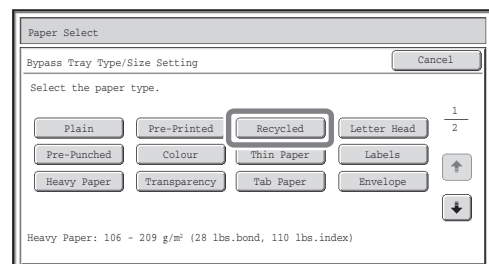 Paper Select
Bypass Tray Type/Size Setting Cancel
Select the paper type.
Plain Pre-Printed Recycled Letter Head 1
2
Pre-Punched Colour Thin Paper Labels
Heavy Paper Transparency Tab Paper Envelope
Heavy Paper: 106 - 209 g/m² (28 lbs.bond, 110 lbs.index)